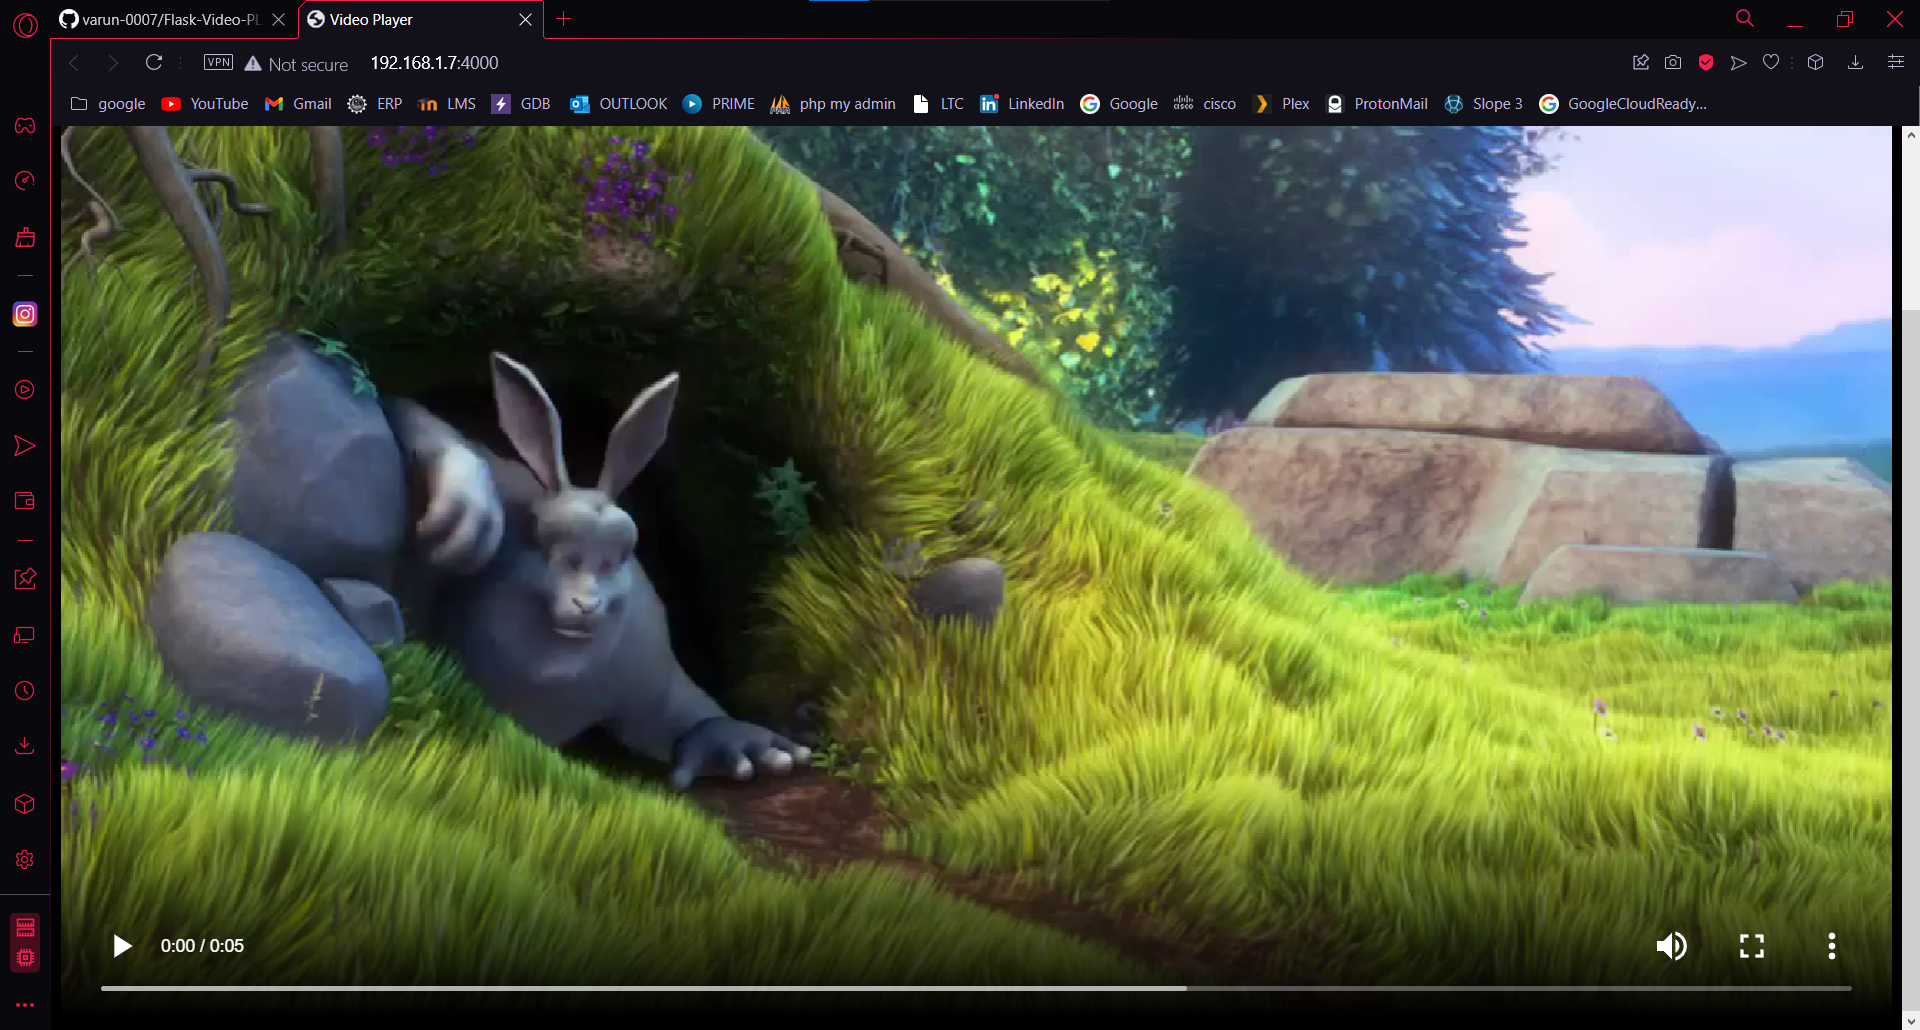 varun-0007/Flask-Video-PL
Video Player
VPN
Not secure
192.168.1.7:4000
google
YouTube
Gmail
ERP
LMS
GDB
OUTLOOK
PRIME
php my admin
LTC
LinkedIn
Google
cisco
Plex
ProtonMail
Slope 3
GoogleCloudReady...
0:00 / 0:05